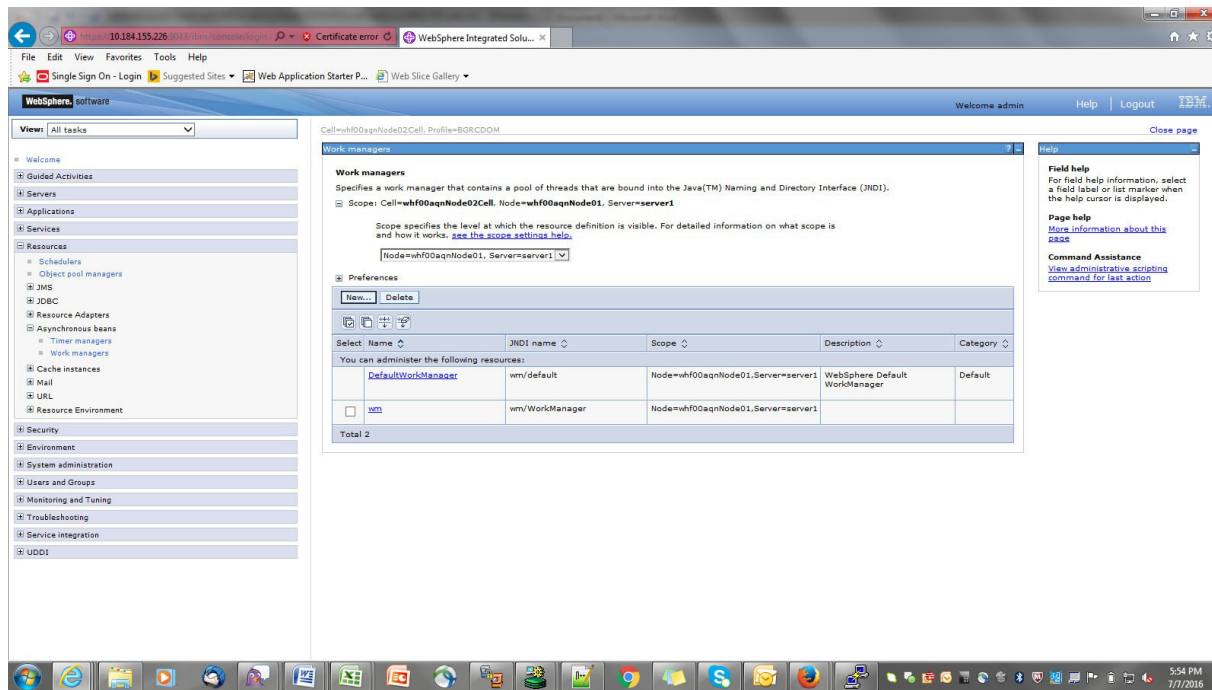 https://10.184.155.226:9043/ibm/console/login. Certificate error WebSphere Integrated Solu...
File Edit View Favorites Tools Help
Single Sign On - Login Suggested Sites Web Application Starter P... Web Slice Gallery
WebSphere. software Welcome admin Help Logout IBM.
View: All tasks
Cell=whf00aqnNode02Cell, Profile=BGRCDOM Close page
Welcome
Guided Activities
Servers
Applications
Services
Resources
Schedulers
Object pool managers
JMS
JDBC
Resource Adapters
Asynchronous beans
Timer managers
Work managers
Cache instances
Mail
URL
Resource Environment
Security
Environment
System administration
Users and Groups
Monitoring and Tuning
Troubleshooting
Service integration
UDDI
Work managers ?
Work managers
Specifies a work manager that contains a pool of threads that are bound into the Java(TM) Naming and Directory Interface (JNDI).
Scope: Cell=whf00aqnNode02Cell, Node=whf00aqnNode01, Server=server1
Scope specifies the level at which the resource definition is visible. For detailed information on what scope is
and how it works, see the scope settings help.
Node=whf00aqnNode01, Server=server1
Preferences
New... Delete
Select Name JNDI name Scope Description Category
You can administer the following resources:
DefaultWorkManager wm/default Node=whf00aqnNode01,Server=server1 WebSphere Default Default
WorkManager
wm wm/WorkManager Node=whf00aqnNode01,Server=server1
Total 2
Help
Field help
For field help information, select
a field label or list marker when
the help cursor is displayed.
Page help
More information about this
page
Command Assistance
View administrative scripting
command for last action
5:54 PM
7/7/2016